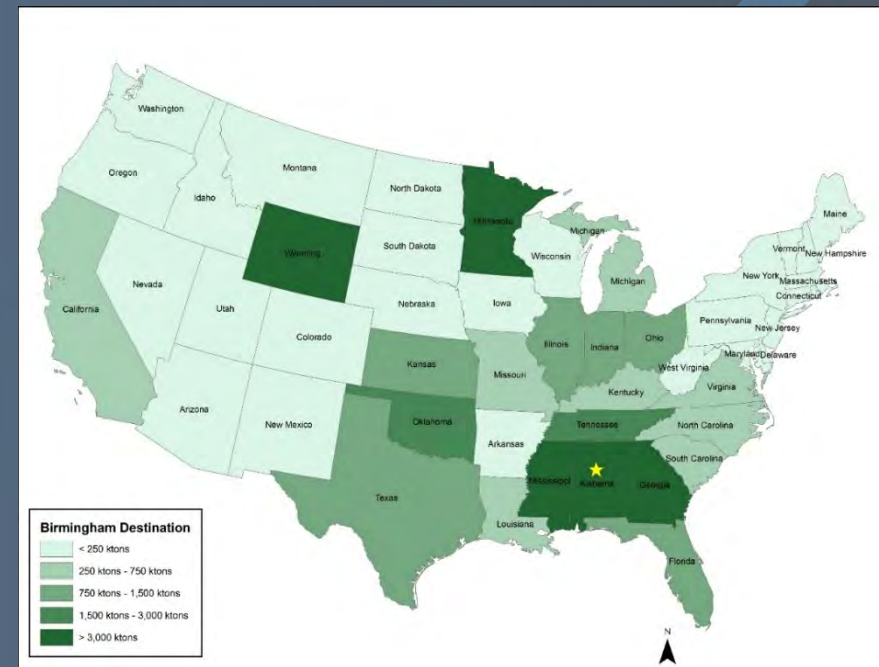 Washington
Montana
North Dakota
Minnesota
Maine
Oregon
Idaho
Michigan
Vermont
New Hampshire
South Dakota
Wisconsin
Wyoming
New York
Massachusetts
Michigan
Connecticut
Nevada
Nebraska
Iowa
Pennsylvania
New Jersey
California
Utah
Colorado
Illinois
Indiana
Ohio
Maryland
Delaware
Kansas
Missouri
West Virginia
Kentucky
Virginia
Arizona
New Mexico
Oklahoma
Arkansas
Tennessee
North Carolina
South Carolina
Texas
Mississippi
Alabama
Georgia
Louisiana
Florida
Birmingham Destination
< 250 ktons
250 ktons - 750 ktons
750 ktons - 1,500 ktons
1,500 ktons - 3,000 ktons
> 3,000 ktons
N